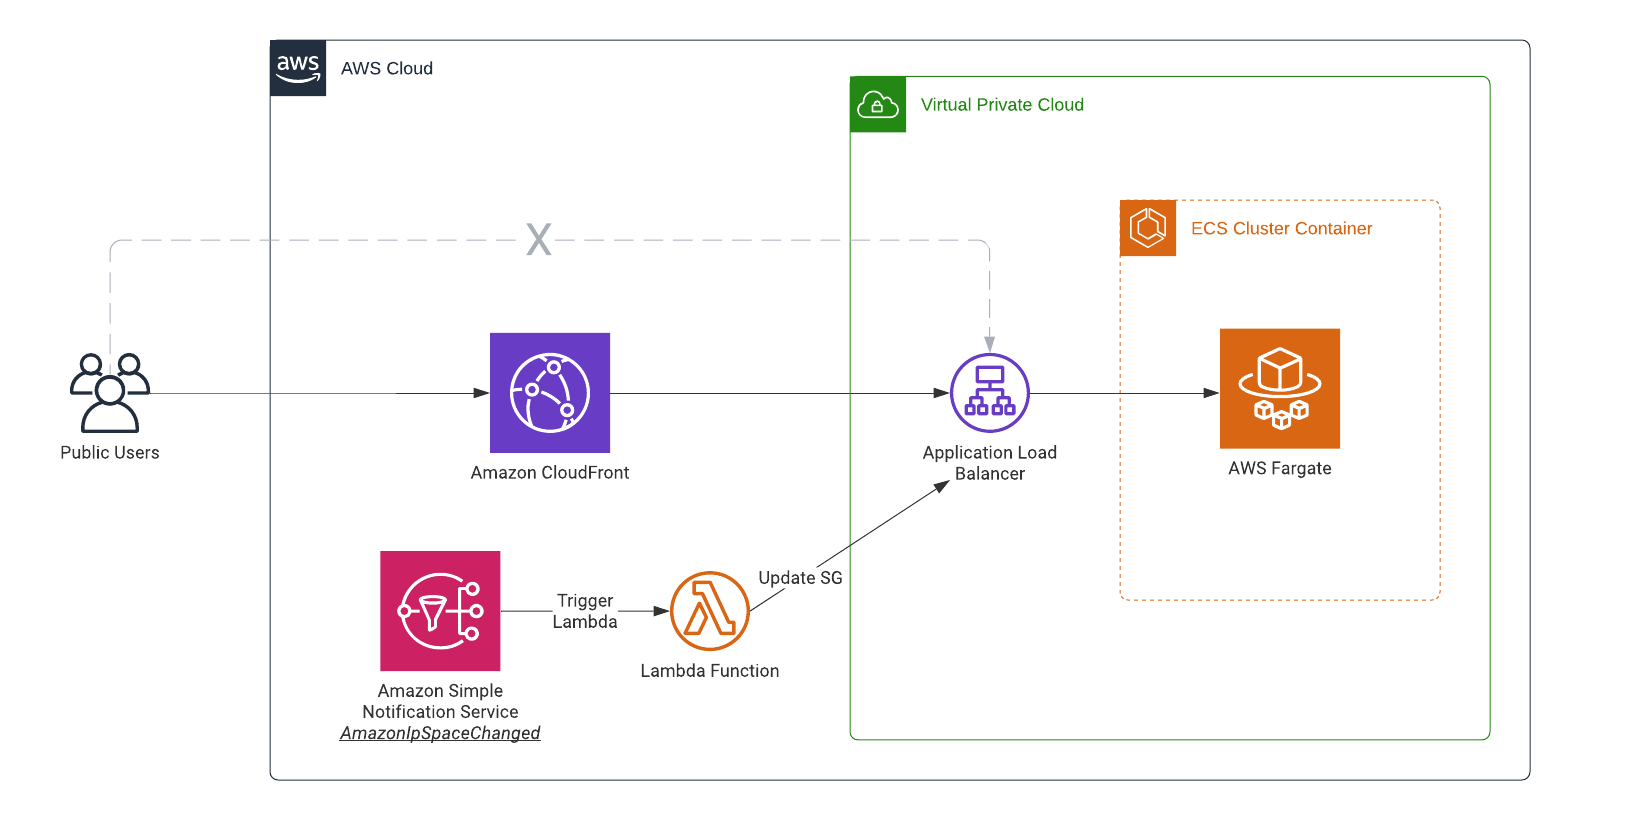 aws
AWS Cloud
Virtual Private Cloud
ECS Cluster Container
X
Public Users
Amazon CloudFront
Application Load
Balancer
AWS Fargate
Update SG
Trigger
Lambda
Lambda Function
Amazon Simple
Notification Service
AmazonIpSpaceChanged